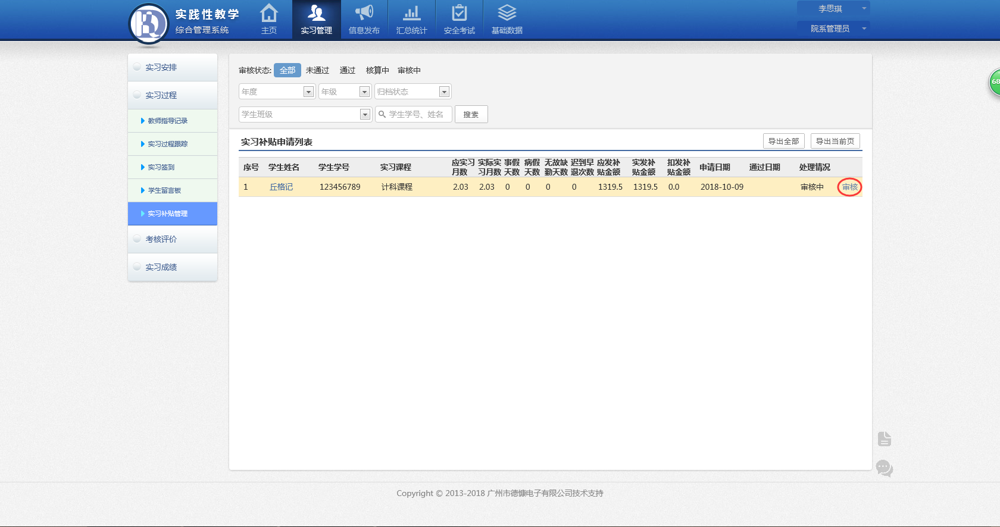 实践性教学
综合管理系统
主页
实习管理
信息发布
汇总统计
安全考试
基础数据
李思琪
院系管理员
68
实习安排
实习过程
教师指导记录
实习过程跟踪
实习签到
学生留言板
实习补贴管理
考核评价
实习成绩
审核状态: 全部 未通过 通过 核算中 审核中
年度 年级 归档状态
学生班级 学生学号、姓名 搜索
实习补贴申请列表 导出全部 导出当前页
序号 学生姓名 学生学号 实习课程 应实习月数 实际实习月数 事假天数 病假天数 无故缺勤天数 迟到早退次数 应发补贴金额 实发补贴金额 扣发补贴金额 申请日期 通过日期 处理情况
1 丘格记 123456789 计科课程 2.03 2.03 0 0 0 0 1319.5 1319.5 0.0 2018-10-09 审核中 审核
Copyright © 2013-2018 广州市德慷电子有限公司技术支持